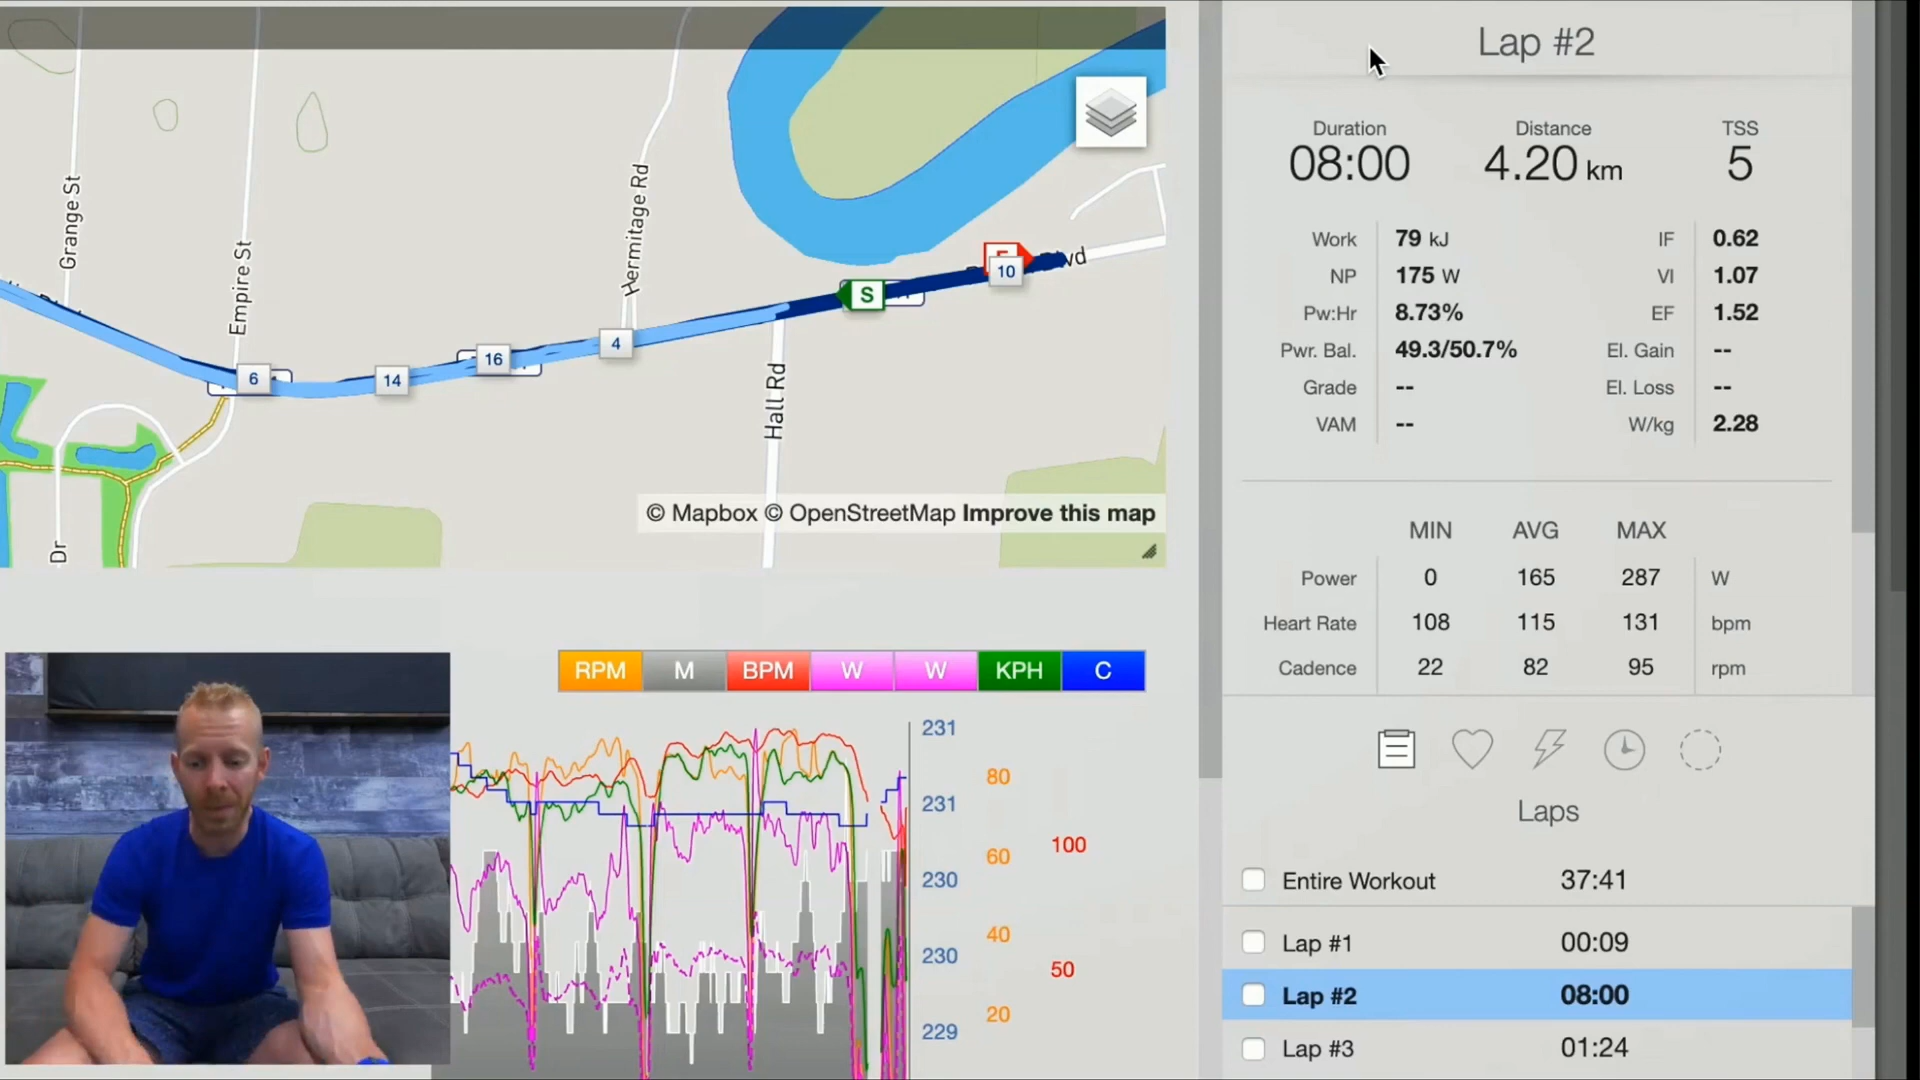 Grange St
Empire St
Hermitage Rd
Hall Rd
Dr
lvd
S
10
4
16
14
6
© Mapbox © OpenStreetMap Improve this map
RPM M BPM W W KPH C
231
80
231
100
60
230
40
230
50
20
229
Lap #2
Duration Distance TSS
08:00 4.20 km 5
Work 79 kJ IF 0.62
NP 175 W VI 1.07
Pw:Hr 8.73% EF 1.52
Pwr. Bal. 49.3/50.7% El. Gain --
Grade -- El. Loss --
VAM -- W/kg 2.28
MIN AVG MAX
Power 0 165 287 W
Heart Rate 108 115 131 bpm
Cadence 22 82 95 rpm
Laps
Entire Workout 37:41
Lap #1 00:09
Lap #2 08:00
Lap #3 01:24